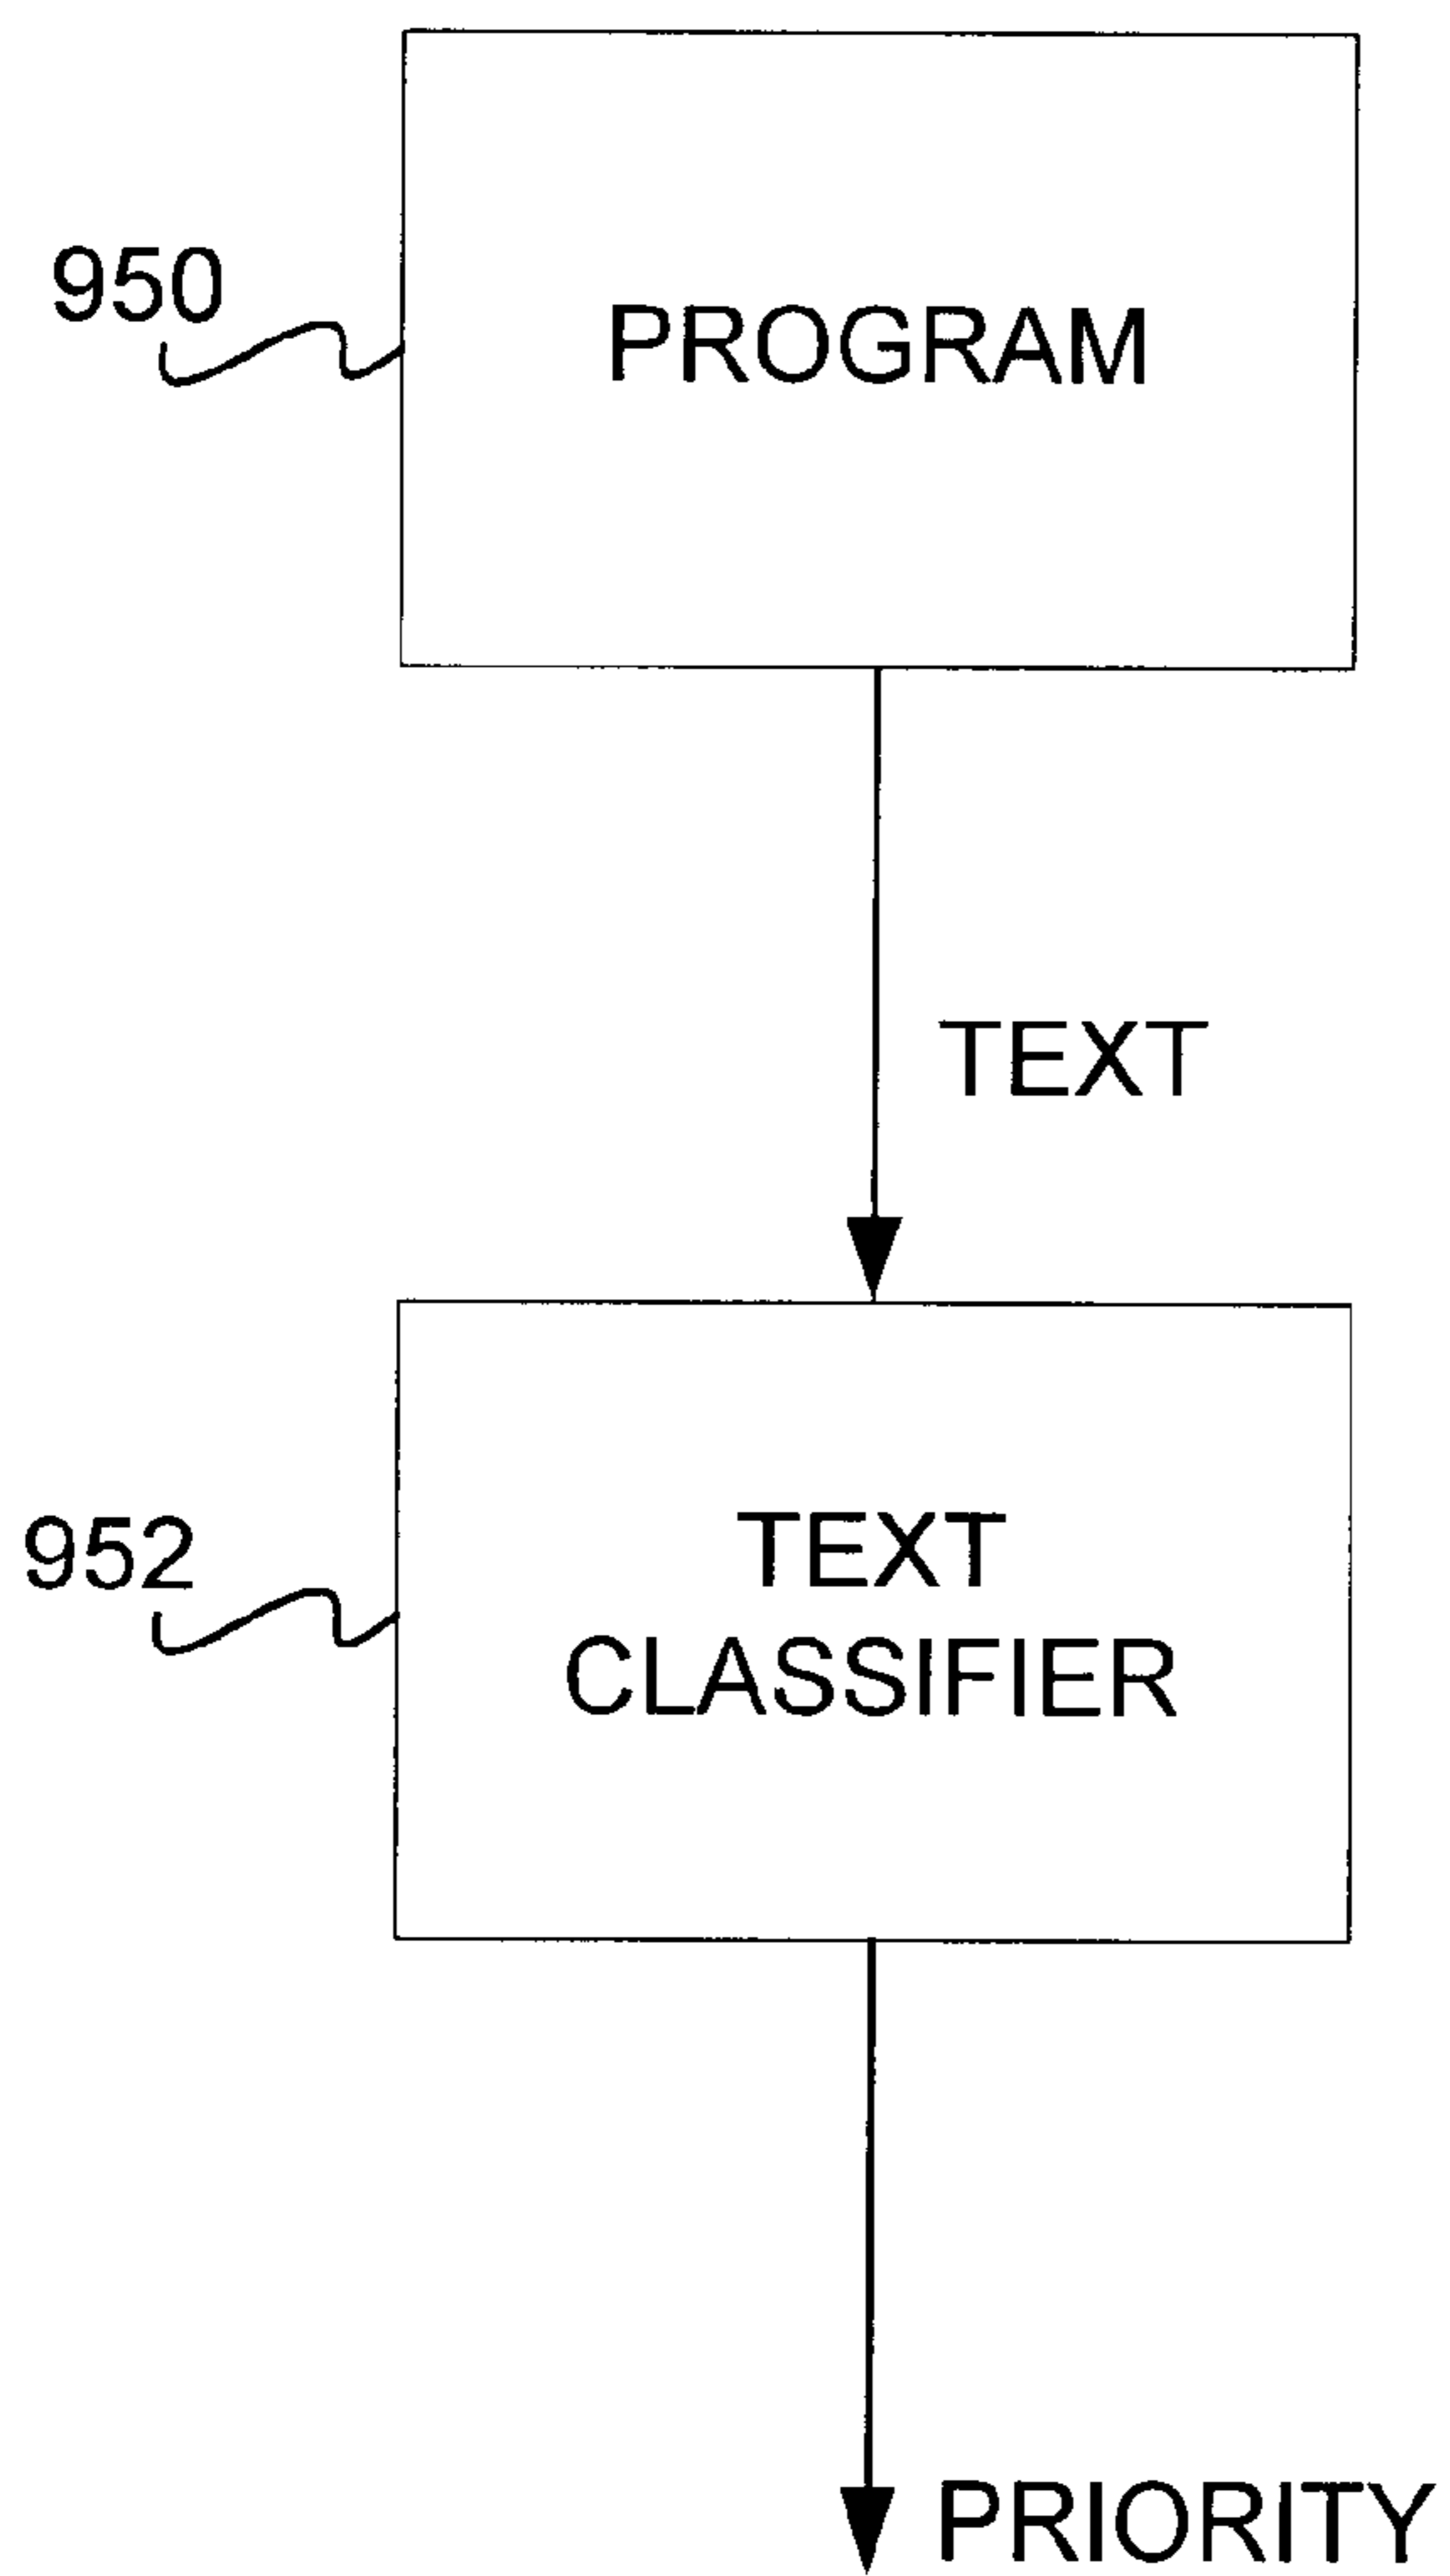 950
PROGRAM
TEXT
952
TEXT
CLASSIFIER
PRIORITY